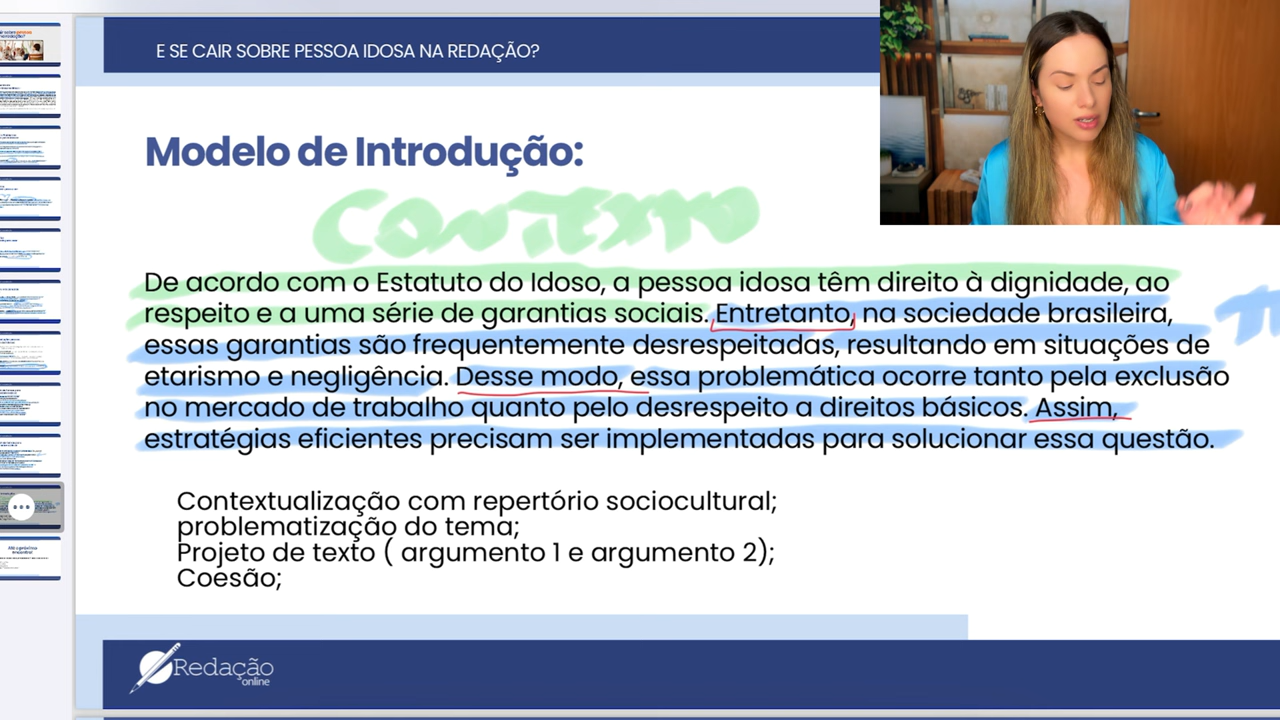 E SE CAIR SOBRE PESSOA IDOSA NA REDAÇÃO?
Modelo de Introdução:
CONTEXTO
De acordo com o Estatuto do Idoso, a pessoa idosa têm direito à dignidade, ao
respeito e a uma série de garantias sociais. Entretanto, na sociedade brasileira,
essas garantias são frequentemente desrespeitadas, resultando em situações de
etarismo e negligência. Desse modo, essa problemática ocorre tanto pela exclusão
no mercado de trabalho quanto pelo desrespeito a direitos básicos. Assim,
estratégias eficientes precisam ser implementadas para solucionar essa questão.
Contextualização com repertório sociocultural;
problematização do tema;
Projeto de texto ( argumento 1 e argumento 2);
Coesão;
Redação
online